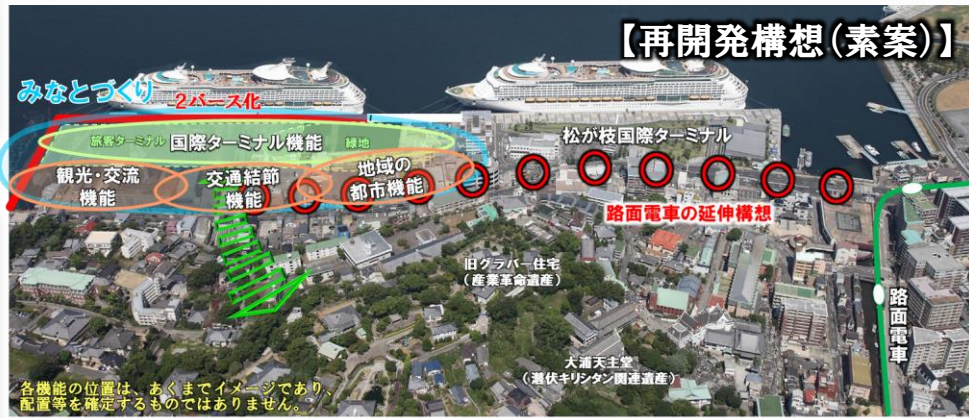 【再開発構想(素案)】
みなとづくり
2バース化
旅客ターミナル
国際ターミナル機能
緑地
松が枝国際ターミナル
観光・交流
機能
交通結節
機能
地域の
都市機能
路面電車の延伸構想
旧グラバー住宅
(産業革命遺産)
路面電車
大浦天主堂
(潜伏キリシタン関連遺産)
各機能の位置は、あくまでイメージであり、
配置等を確定するものではありません。